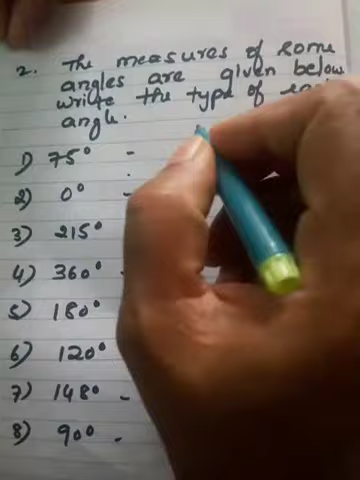 2. The measures of some
angles are given below
write the type of
angle.
1) 75° -
2) 0° -
3) 215°
4) 360°
5) 180°
6) 120°
7) 148° -
8) 90° -